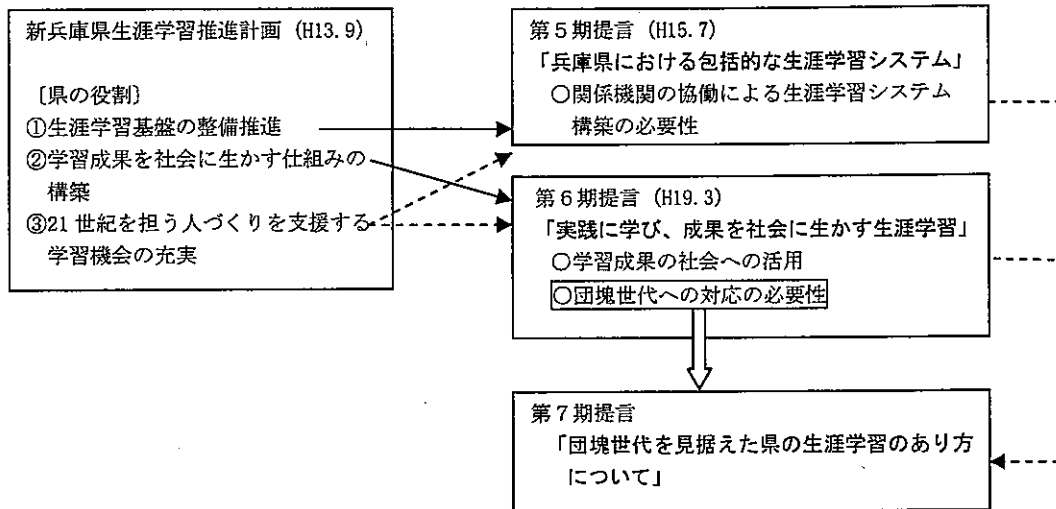 新兵庫県生涯学習推進計画 (H13.9)
〔県の役割〕
①生涯学習基盤の整備推進
②学習成果を社会に生かす仕組みの
構築
③21世紀を担う人づくりを支援する
学習機会の充実
第5期提言 (H15.7)
「兵庫県における包括的な生涯学習システム」
○関係機関の協働による生涯学習システム
構築の必要性
第6期提言 (H19.3)
「実践に学び、成果を社会に生かす生涯学習」
○学習成果の社会への活用
○団塊世代への対応の必要性
第7期提言
「団塊世代を見据えた県の生涯学習のあり方
について」